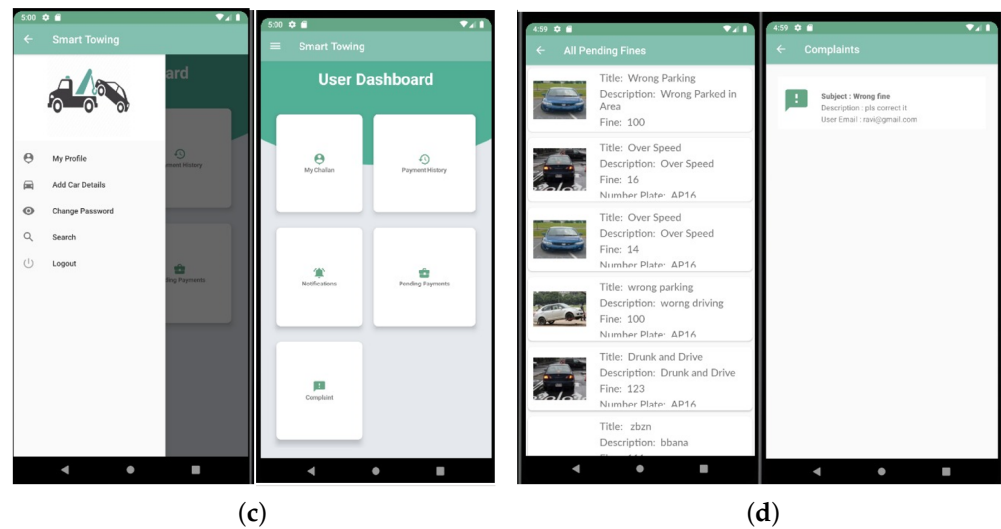 5:00
Smart Towing
ard
My Profile
Add Car Details
Change Password
Search
Logout
yment History
ding Payments
5:00
Smart Towing
User Dashboard
My Challan
Payment History
Notifications
Pending Payments
Complaint
(c)
4:59
All Pending Fines
Title: Wrong Parking
Description: Wrong Parked in
Area
Fine: 100
Title: Over Speed
Description: Over Speed
Fine: 16
Number Plate: AP16
Title: Over Speed
Description: Over Speed
Fine: 14
Number Plate: AP16
Title: wrong parking
Description: worng driving
Fine: 100
Number Plate: AP16
Title: Drunk and Drive
Description: Drunk and Drive
Fine: 123
Number Plate: AP16
Title: zbzn
Description: bbana
4:59
Complaints
Subject : Wrong fine
Description : pls correct it
User Email : ravi@gmail.com
(d)